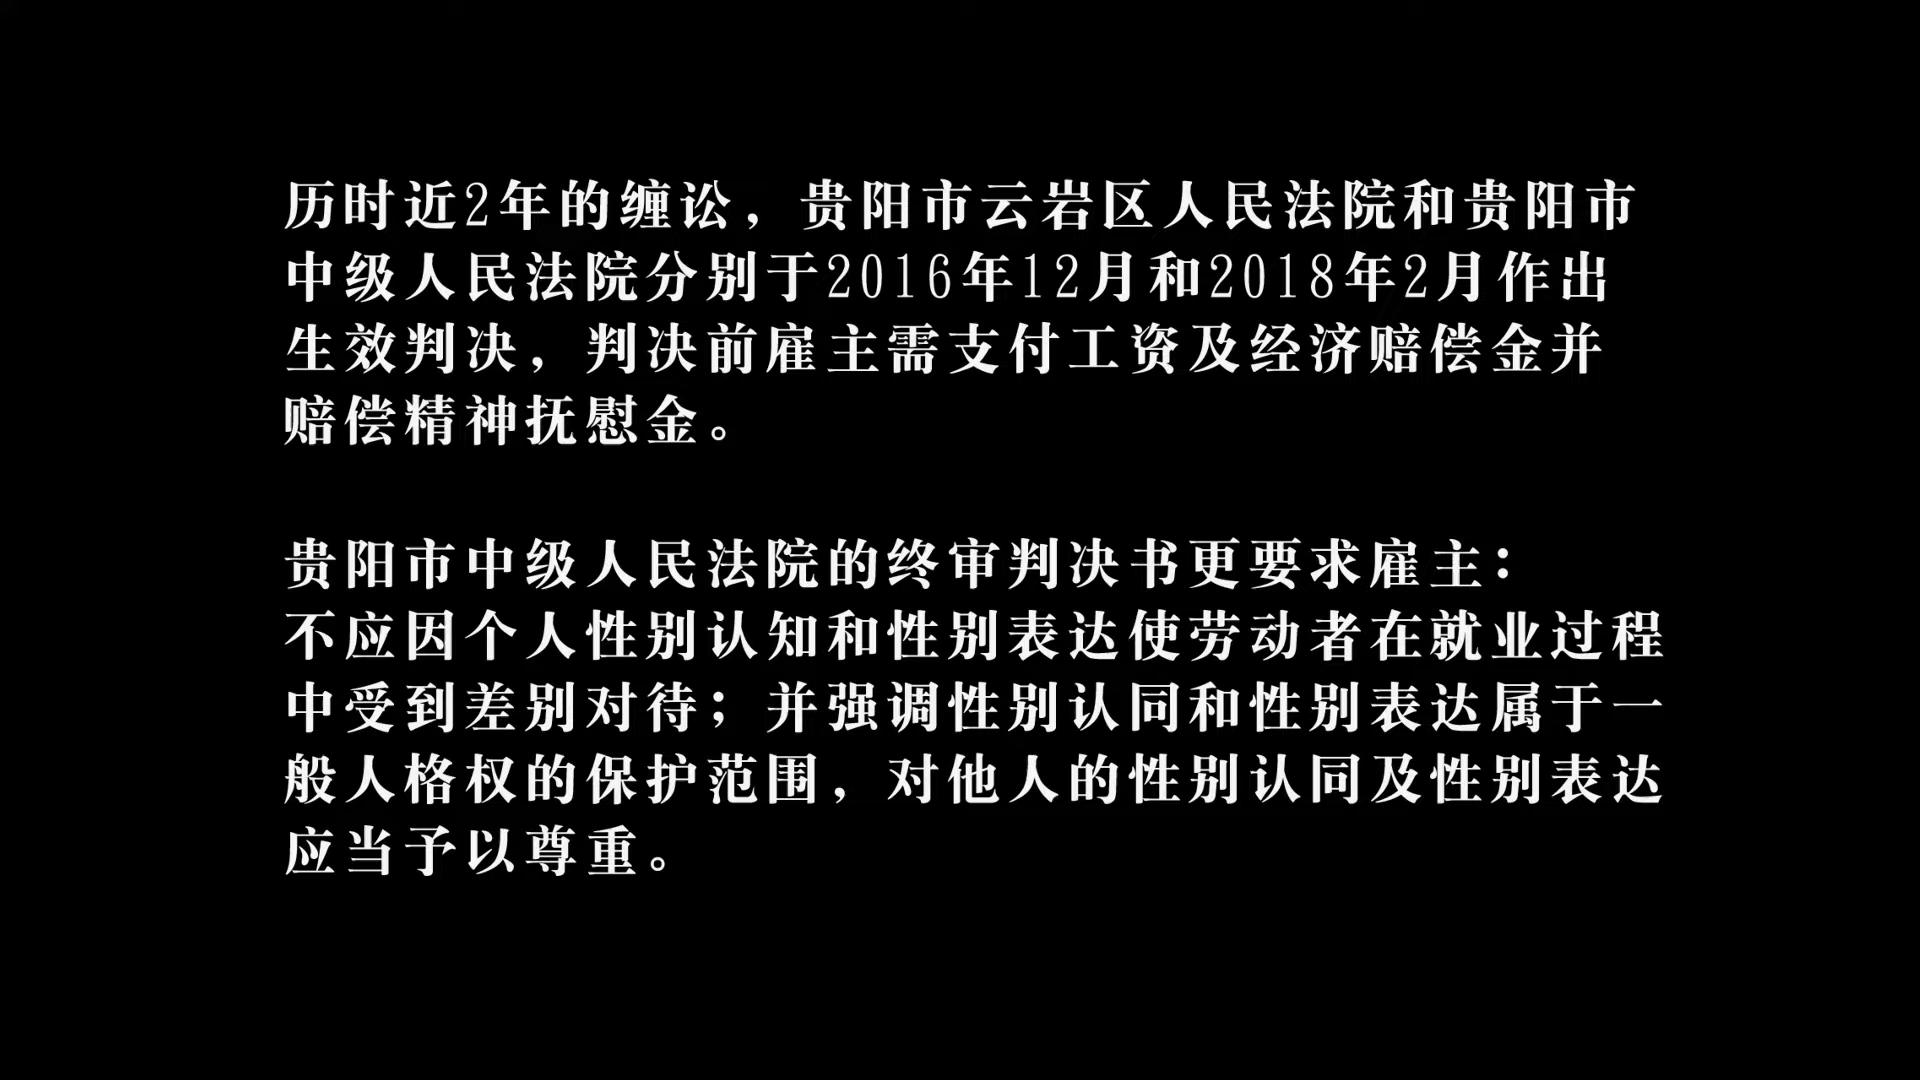 历时近2年的缠讼，贵阳市云岩区人民法院和贵阳市
中级人民法院分别于2016年12月和2018年2月作出
生效判决，判决前雇主需支付工资及经济赔偿金并
赔偿精神抚慰金。
贵阳市中级人民法院的终审判决书更要求雇主：
不应因个人性别认知和性别表达使劳动者在就业过程
中受到差别对待；并强调性别认同和性别表达属于一
般人格权的保护范围，对他人的性别认同及性别表达
应当予以尊重。